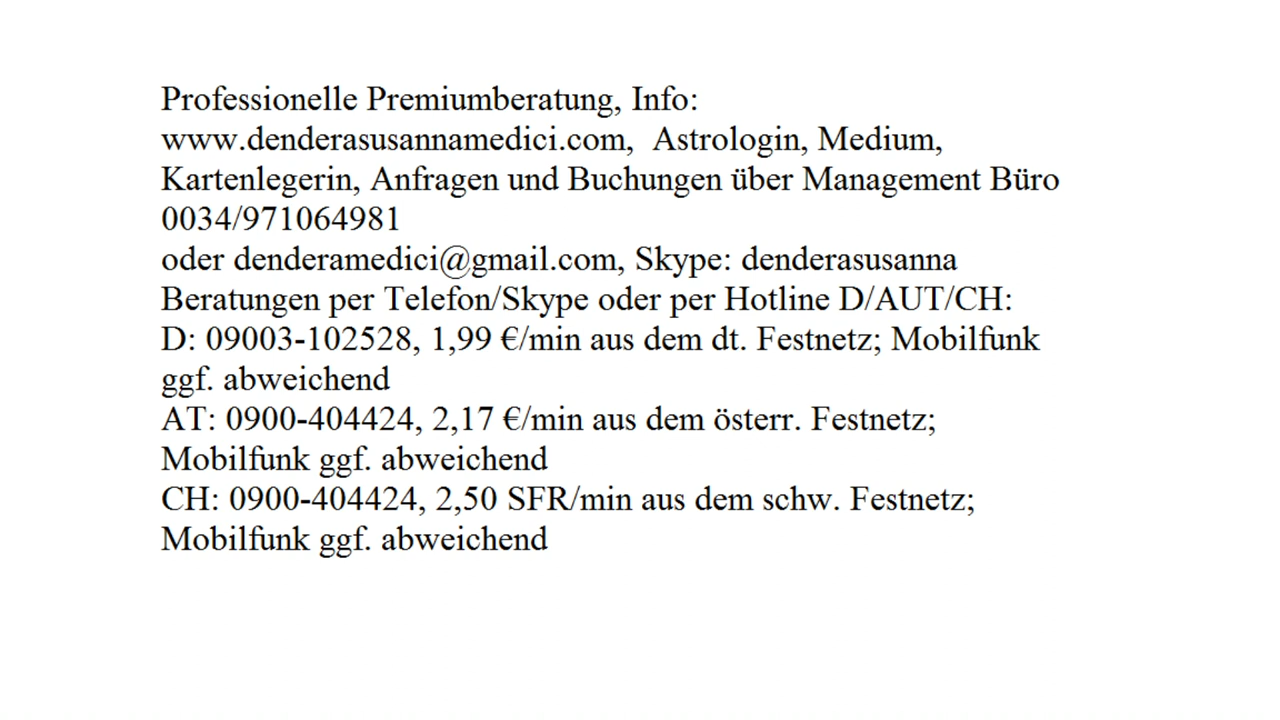 Professionelle Premiumberatung, Info:
www.denderasusannamedici.com,  Astrologin, Medium,
Kartenlegerin, Anfragen und Buchungen über Management Büro
0034/971064981
oder denderamedici@gmail.com, Skype: denderasusanna
Beratungen per Telefon/Skype oder per Hotline D/AUT/CH:
D: 09003-102528, 1,99 €/min aus dem dt. Festnetz; Mobilfunk
ggf. abweichend
AT: 0900-404424, 2,17 €/min aus dem österr. Festnetz;
Mobilfunk ggf. abweichend
CH: 0900-404424, 2,50 SFR/min aus dem schw. Festnetz;
Mobilfunk ggf. abweichend